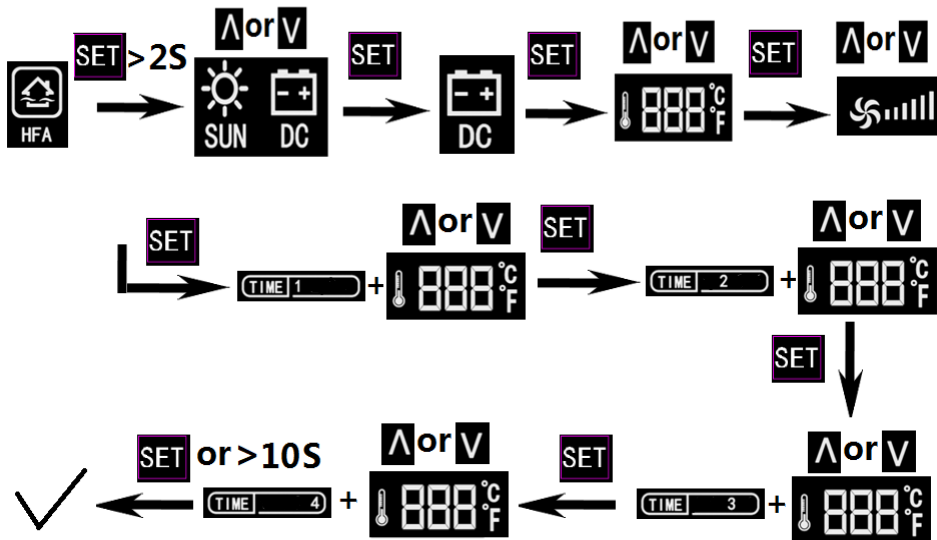 Λ or V Λ or V Λ or V
SET >2S SET SET SET
HFA SUN DC DC 888 °C °F
SET Λ or V SET Λ or V
TIME 1 + 888 °C °F TIME 2 + 888 °C °F
SET
SET or >10S Λ or V SET Λ or V
TIME 4 + 888 °C °F TIME 3 + 888 °C °F